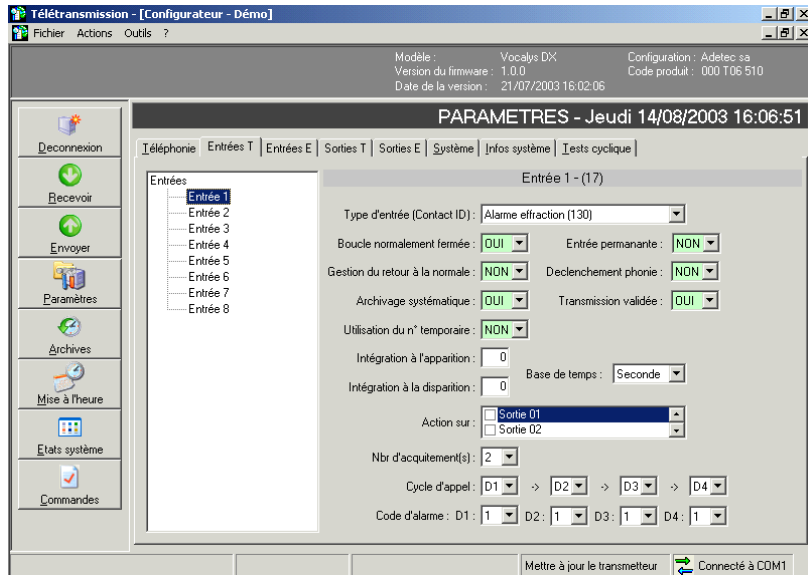 Télétransmission - [Configurateur - Démo]
Fichier Actions Outils ?
Modèle : Vocalys DX Configuration : Adetec sa
Version du firmware : 1.0.0 Code produit : 000 T06 510
Date de la version : 21/07/2003 16:02:06
PARAMETRES - Jeudi 14/08/2003 16:06:51
Deconnexion
Recevoir
Envoyer
Paramètres
Archives
Mise à l'heure
Etats système
Commandes
Téléphonie Entrées T Entrées E Sorties T Sorties E Système Infos système Tests cyclique
Entrées
Entrée 1
Entrée 2
Entrée 3
Entrée 4
Entrée 5
Entrée 6
Entrée 7
Entrée 8
Entrée 1 - (17)
Type d'entrée (Contact ID) : Alarme effraction (130)
Boucle normalement fermée : OUI Entrée permanante : NON
Gestion du retour à la normale : NON Declenchement phonie : NON
Archivage systématique : OUI Transmission validée : OUI
Utilisation du n° temporaire : NON
Intégration à l'apparition : 0
Base de temps : Seconde
Intégration à la disparition : 0
Action sur : Sortie 01
Sortie 02
Nbr d'acquitement(s) : 2
Cycle d'appel : D1 -> D2 -> D3 -> D4
Code d'alarme : D1 : 1 D2 : 1 D3 : 1 D4 : 1
Mettre à jour le transmetteur Connecté à COM1